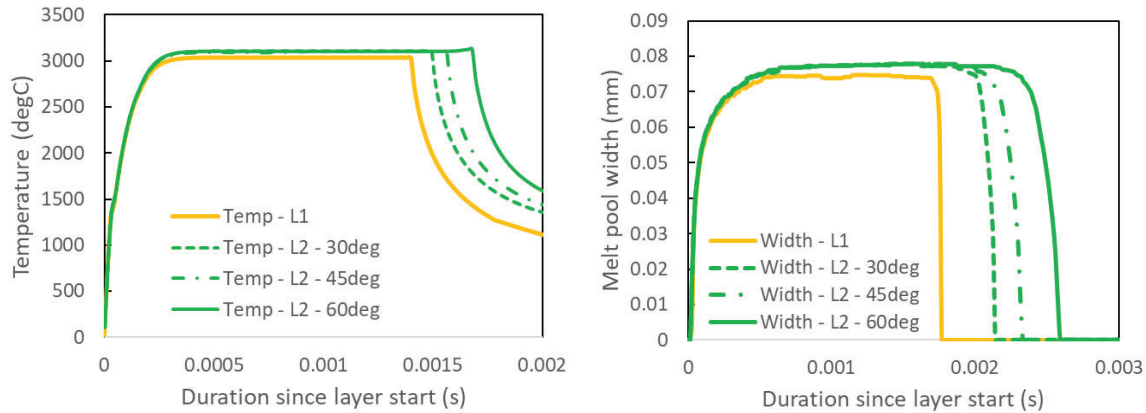 3500
3000
2500
2000
1500
1000
500
0
Temperature (degC)
Temp - L1
Temp - L2 - 30deg
Temp - L2 - 45deg
Temp - L2 - 60deg
0 0.0005 0.001 0.0015 0.002
Duration since layer start (s)
0.09
0.08
0.07
0.06
0.05
0.04
0.03
0.02
0.01
0
Melt pool width (mm)
Width - L1
Width - L2 - 30deg
Width - L2 - 45deg
Width - L2 - 60deg
0 0.001 0.002 0.003
Duration since layer start (s)